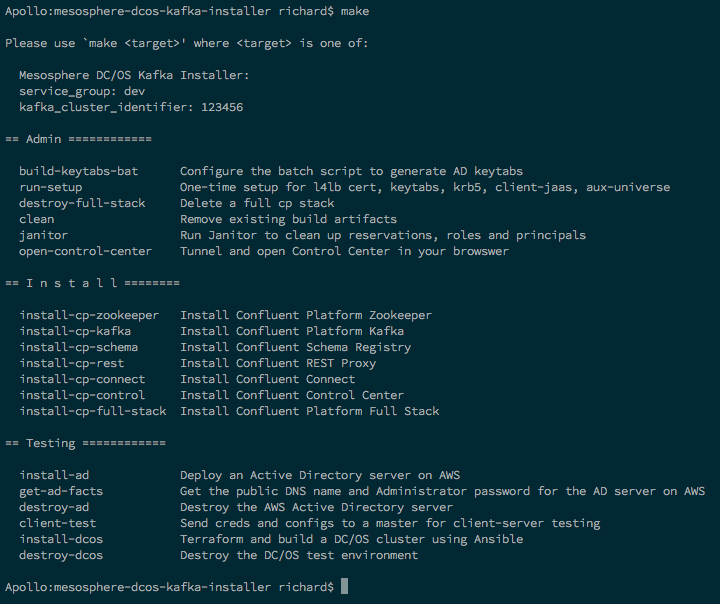 Apollo:mesosphere-dcos-kafka-installer richard$ make
Please use `make <target>' where <target> is one of:
Mesosphere DC/OS Kafka Installer:
service_group: dev
kafka_cluster_identifier: 123456
== Admin ============
build-keytabs-bat Configure the batch script to generate AD keytabs
run-setup One-time setup for l4lb cert, keytabs, krb5, client-jaas, aux-universe
destroy-full-stack Delete a full cp stack
clean Remove existing build artifacts
janitor Run Janitor to clean up reservations, roles and principals
open-control-center Tunnel and open Control Center in your browswer
== I n s t a l l ========
install-cp-zookeeper Install Confluent Platform Zookeeper
install-cp-kafka Install Confluent Platform Kafka
install-cp-schema Install Confluent Schema Registry
install-cp-rest Install Confluent REST Proxy
install-cp-connect Install Confluent Connect
install-cp-control Install Confluent Control Center
install-cp-full-stack Install Confluent Platform Full Stack
== Testing ============
install-ad Deploy an Active Directory server on AWS
get-ad-facts Get the public DNS name and Administrator password for the AD server on AWS
destroy-ad Destroy the AWS Active Directory server
client-test Send creds and configs to a master for client-server testing
install-dcos Terraform and build a DC/OS cluster using Ansible
destroy-dcos Destroy the DC/OS test environment
Apollo:mesosphere-dcos-kafka-installer richard$